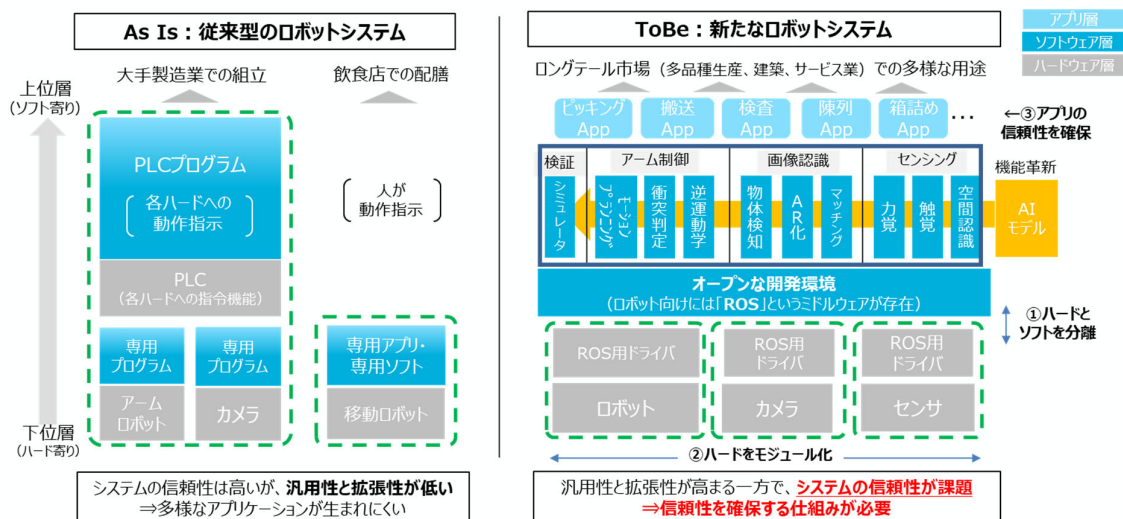 As Is：従来型のロボットシステム
大手製造業での組立
飲食店での配膳
上位層
(ソフト寄り)
PLCプログラム
各ハードへの
動作指示
人が
動作指示
PLC
(各ハードへの指令機能)
専用
プログラム
専用
プログラム
専用アプリ・
専用ソフト
アーム
ロボット
カメラ
移動ロボット
下位層
(ハード寄り)
システムの信頼性は高いが、汎用性と拡張性が低い
⇒多様なアプリケーションが生まれにくい
ToBe：新たなロボットシステム
アプリ層
ソフトウェア層
ハードウェア層
ロングテール市場（多品種生産、建築、サービス業）での多様な用途
ピッキング
App
搬送
App
検査
App
陳列
App
箱詰め
App
･･･
←③アプリの
信頼性を確保
検証
アーム制御
画像認識
センシング
機能革新
シミュレータ
モーション
プランニング
衝突判定
逆運動学
物体検知
AR化
マッチング
力覚
触覚
空間認識
AI
モデル
オープンな開発環境
(ロボット向けには｢ROS｣というミドルウェアが存在)
①ハードと
ソフトを分離
ROS用ドライバ
ROS用
ドライバ
ROS用
ドライバ
ロボット
カメラ
センサ
②ハードをモジュール化
汎用性と拡張性が高まる一方で、システムの信頼性が課題
⇒信頼性を確保する仕組みが必要